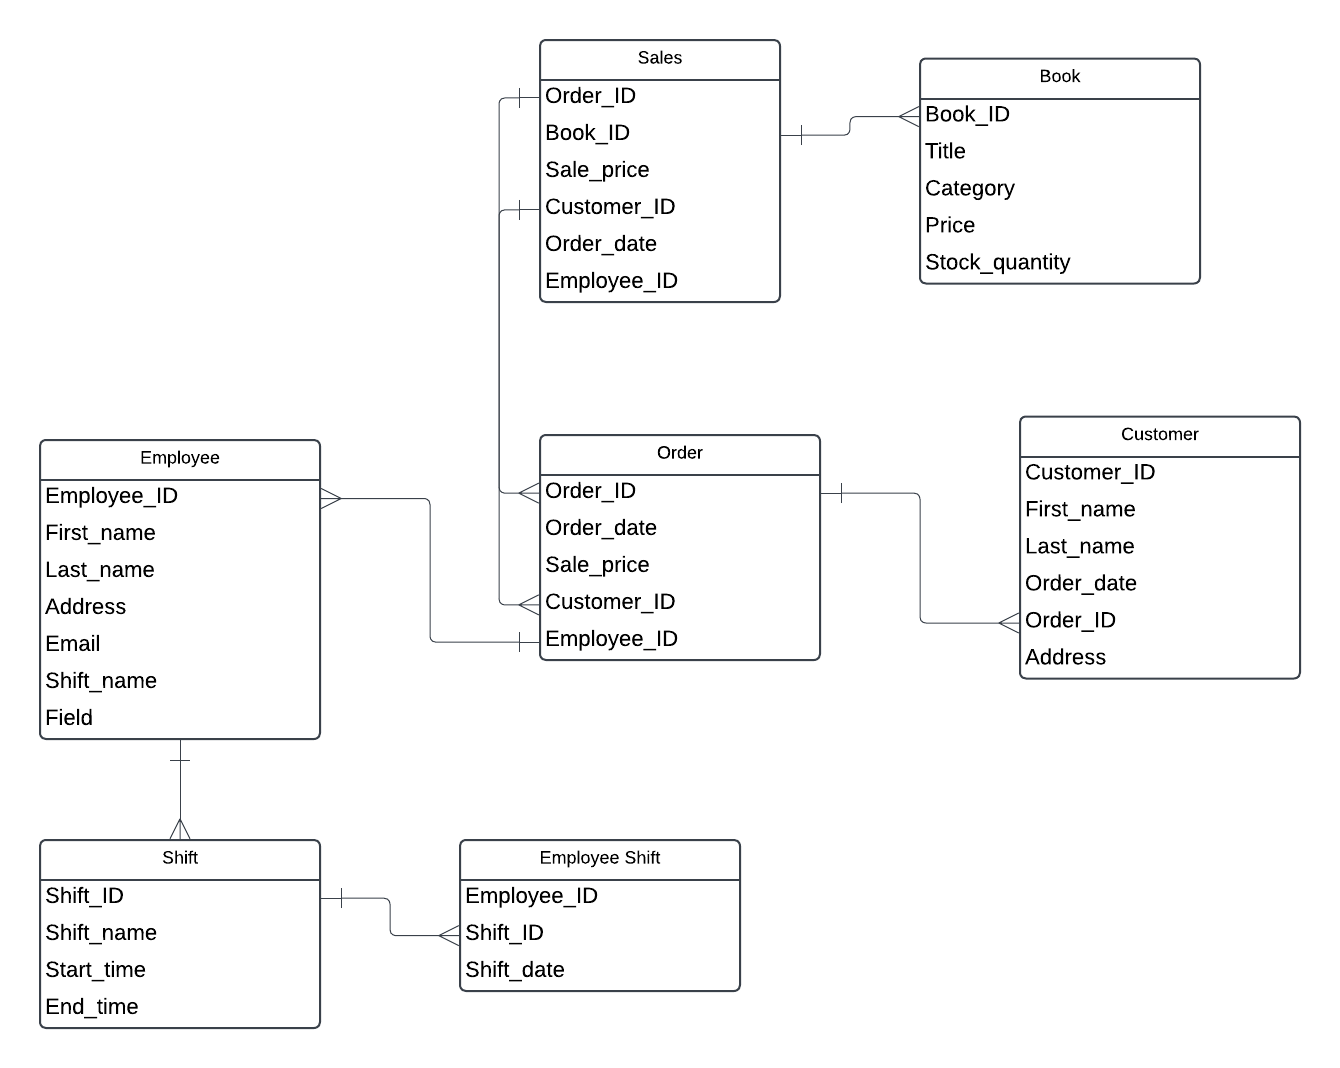 Sales
Order_ID
Book_ID
Sale_price
Customer_ID
Order_date
Employee_ID
Book
Book_ID
Title
Category
Price
Stock_quantity
Employee
Employee_ID
First_name
Last_name
Address
Email
Shift_name
Field
Order
Order_ID
Order_date
Sale_price
Customer_ID
Employee_ID
Customer
Customer_ID
First_name
Last_name
Order_date
Order_ID
Address
Shift
Shift_ID
Shift_name
Start_time
End_time
Employee Shift
Employee_ID
Shift_ID
Shift_date